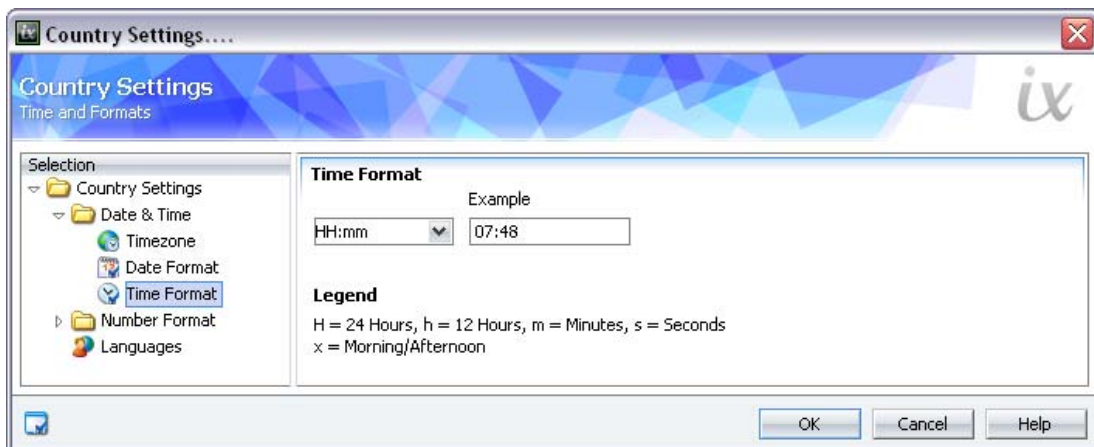 ix Country Settings....
Country Settings
Time and Formats
ix
Selection
Country Settings
Date & Time
Timezone
Date Format
Time Format
Number Format
Languages
Time Format
Example
HH:mm
07:48
Legend
H = 24 Hours, h = 12 Hours, m = Minutes, s = Seconds
x = Morning/Afternoon
OK
Cancel
Help